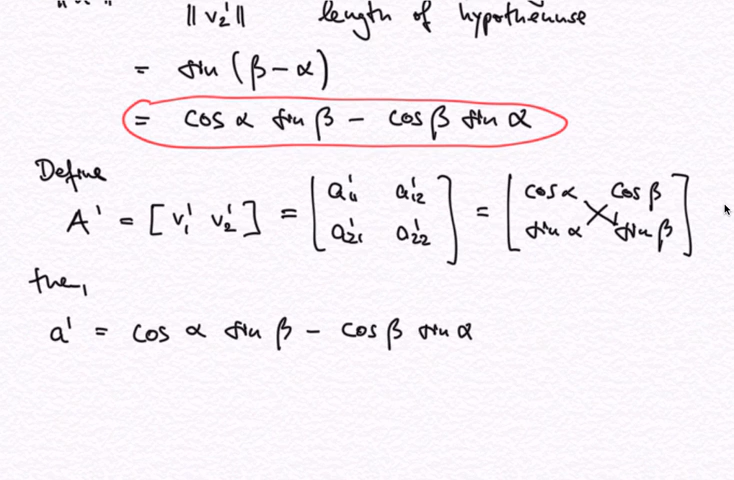 ‖ v₂' ‖ length of hypothenuse
= sin (β − α)
= cos α sin β − cos β sin α
Define
A' = [ v₁' v₂' ] = [ a'₁₁ a'₁₂ ; a'₂₁ a'₂₂ ] = [ cos α cos β ; sin α sin β ]
then,
a' = cos α sin β − cos β sin α